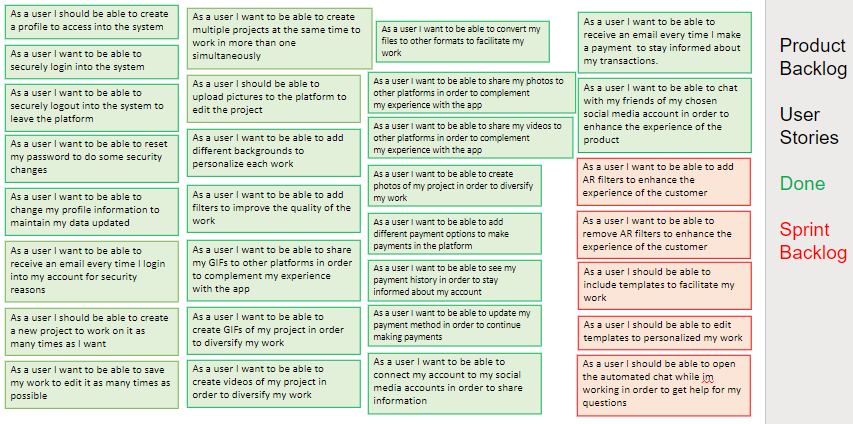 As a user I should be able to create
a profile to access into the system
As a user I want to be able to
securely login into the system
As a user I want to be able to
securely logout into the system to
leave the platform
As a user I want to be able to reset
my password to do some security
changes
As a user I want to be able to
change my profile information to
maintain my data updated
As a user I want to be able to
receive an email every time I login
into my account for security
reasons
As a user I should be able to create
a new project to work on it as
many times as I want
As a user I want to be able to save
my work to edit it as many times as
possible
As a user I want to be able to create
multiple projects at the same time to
work in more than one
simultaneously
As a user I should be able to
upload pictures to the platform to
edit the project
As a user I want to be able to add
different backgrounds to
personalize each work
As a user I want to be able to add
filters to improve the quality of the
work
As a user I want to be able to share
my GIFs to other platforms in order
to complement my experience
with the app
As a user I want to be able to
create GIFs of my project in order
to diversify my work
As a user I want to be able to
create videos of my project in
order to diversify my work
As a user I want to be able to convert my
files to other formats to facilitate my
work
As a user I want to be able to share my photos to
other platforms in order to complement
my experience with the app
As a user I want to be able to share my videos to
other platforms in order to complement
my experience with the app
As a user I want to be able to create
photos of my project in order to diversify
my work
As a user I want to be able to add
different payment options to make
payments in the platform
As a user I want to be able to see my
payment history in order to stay
informed about my account
As a user I want to be able to update my
payment method in order to continue
making payments
As a user I want to be able to
connect my account to my social
media accounts in order to share
information
As a user I want to be able to
receive an email every time I make
a payment to stay informed about
my transactions.
As a user I want to be able to chat
with my friends of my chosen
social media account in order to
enhance the experience of the
product
As a user I want to be able to add
AR filters to enhance the
experience of the customer
As a user I want to be able to
remove AR filters to enhance the
experience of the customer
As a user I should be able to
include templates to facilitate my
work
As a user I should be able to edit
templates to personalized my work
As a user I should be able to open
the automated chat while im
working in order to get help for my
questions
Product
Backlog
User
Stories
Done
Sprint
Backlog